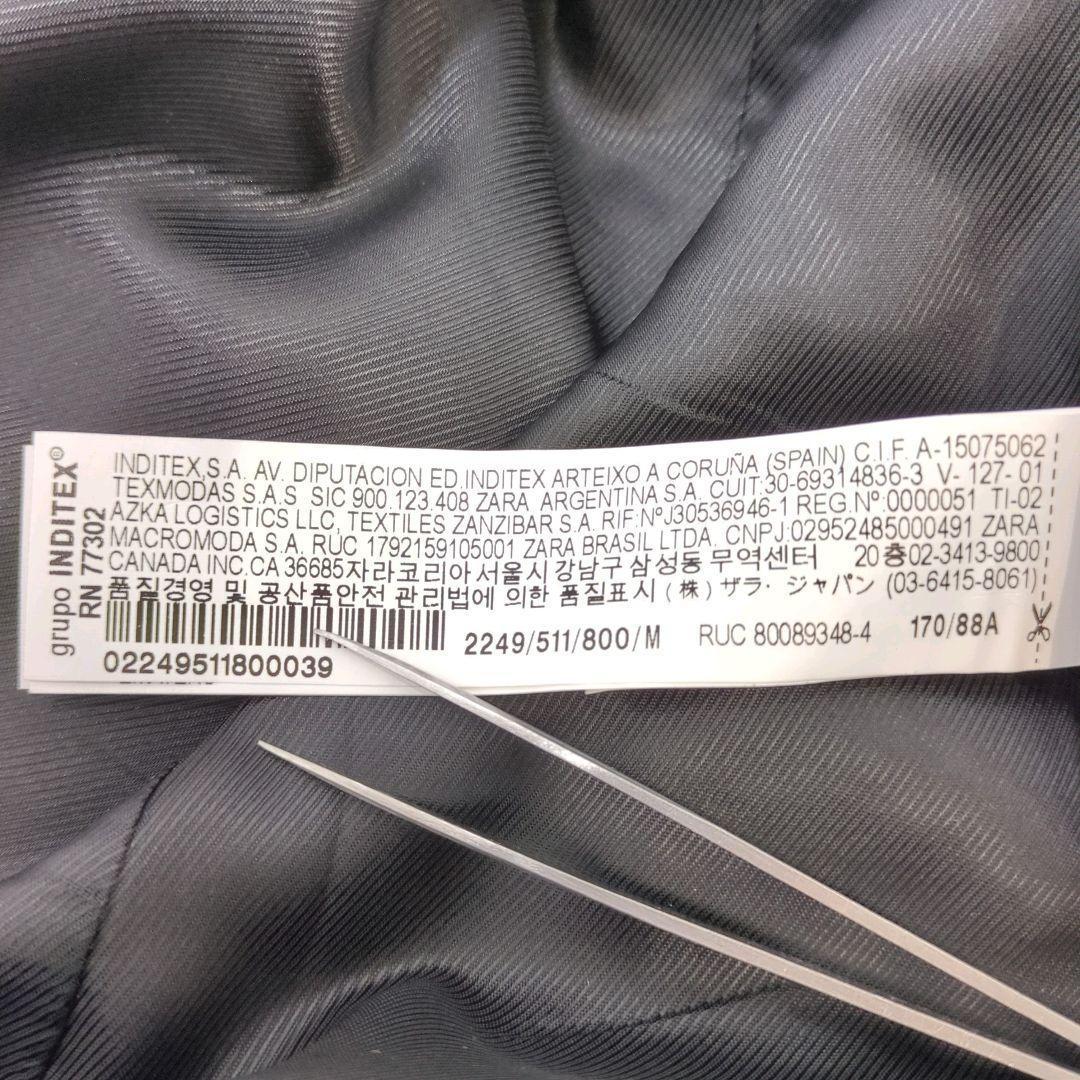 grupo INDITEX®
RN 77302
INDITEX,S.A. AV. DIPUTACION ED.INDITEX ARTEIXO A CORUÑA (SPAIN) C.I.F. A-15075062
TEXMODAS S.A.S SIC 900.123.408 ZARA ARGENTINA S.A. CUIT:30-69314836-3 V- 127- 01
AZKA LOGISTICS LLC, TEXTILES ZANZIBAR S.A. RIF:NºJ30536946-1 REG.Nº:0000051 TI-02
MACROMODA S.A. RUC 1792159105001 ZARA BRASIL LTDA. CNPJ:02952485000491 ZARA
CANADA INC.CA 36685자라코리아 서울시 강남구 삼성동 무역센터 20층02-3413-9800
품질경영 및 공산품안전 관리법에 의한 품질표시 (株) ザラ・ジャパン (03-6415-8061)
2249/511/800/M RUC 80089348-4 170/88A
02249511800039